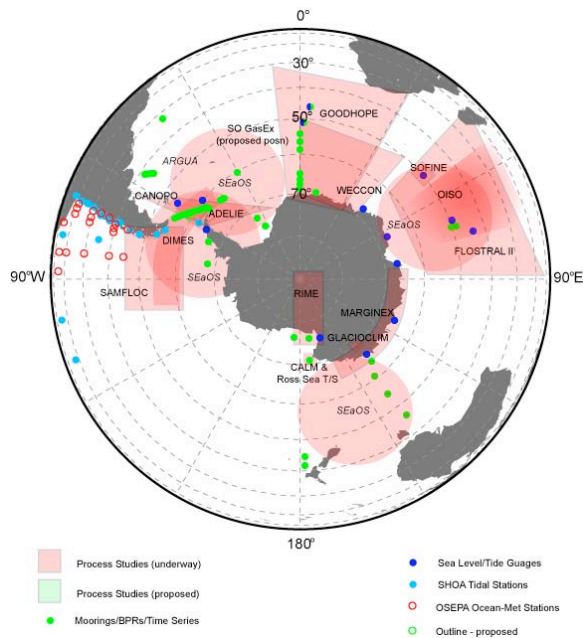 0°
30°
GOODHOPE
50°
SO GasEx
(proposed posn)
ARGUA
SEaOS
SOFINE
70°
WECCON
OISO
CANOPO
ADELIE
SEaOS
DIMES
FLOSTRAL II
90°W
SEaOS
90°E
SAMFLOC
RIME
MARGINEX
GLACIOCLIM
CALM &
Ross Sea T/S
SEaOS
180°
Process Studies (underway)
Process Studies (proposed)
Moorings/BPRs/Time Series
Sea Level/Tide Guages
SHOA Tidal Stations
OSEPA Ocean-Met Stations
Outline - proposed